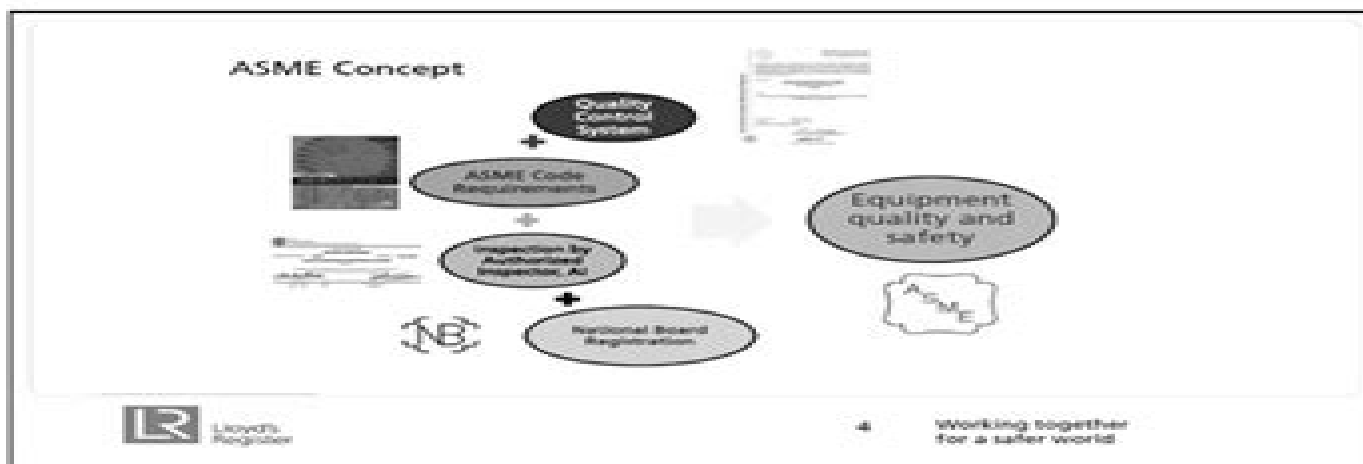 ASME Concept
Quality
Control
System
+
ASME Code
Requirements
+
Inspection by
Authorized
Inspector, AI
+
National Board
Registration
NB
Equipment
quality and
safety
ASME
LR
Lloyd's
Register
4
Working together
for a safer world